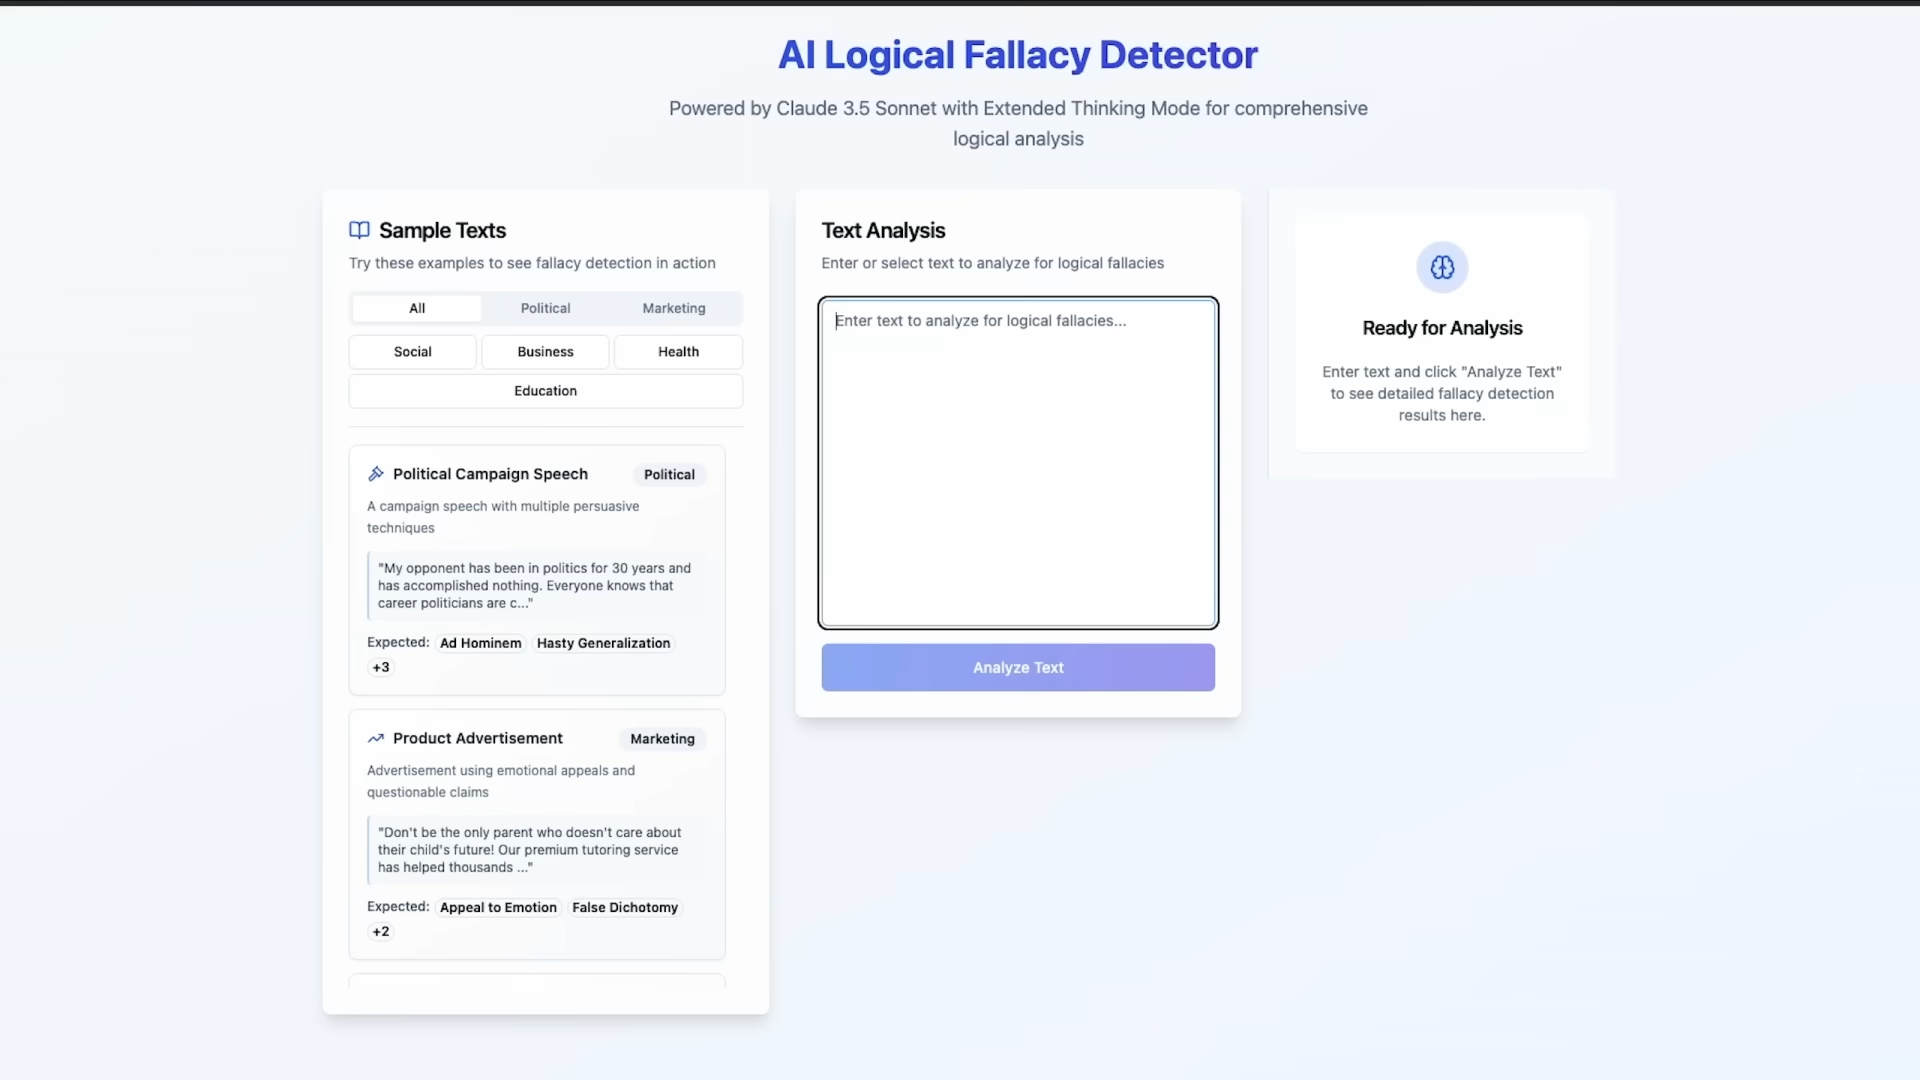 AI Logical Fallacy Detector
Powered by Claude 3.5 Sonnet with Extended Thinking Mode for comprehensive
logical analysis
Sample Texts
Try these examples to see fallacy detection in action
All
Political
Marketing
Social
Business
Health
Education
Political Campaign Speech
Political
A campaign speech with multiple persuasive
techniques
"My opponent has been in politics for 30 years and
has accomplished nothing. Everyone knows that
career politicians are c..."
Expected: Ad Hominem Hasty Generalization
+3
Product Advertisement
Marketing
Advertisement using emotional appeals and
questionable claims
"Don't be the only parent who doesn't care about
their child's future! Our premium tutoring service
has helped thousands ..."
Expected: Appeal to Emotion False Dichotomy
+2
Text Analysis
Enter or select text to analyze for logical fallacies
Enter text to analyze for logical fallacies...
Analyze Text
Ready for Analysis
Enter text and click "Analyze Text"
to see detailed fallacy detection
results here.